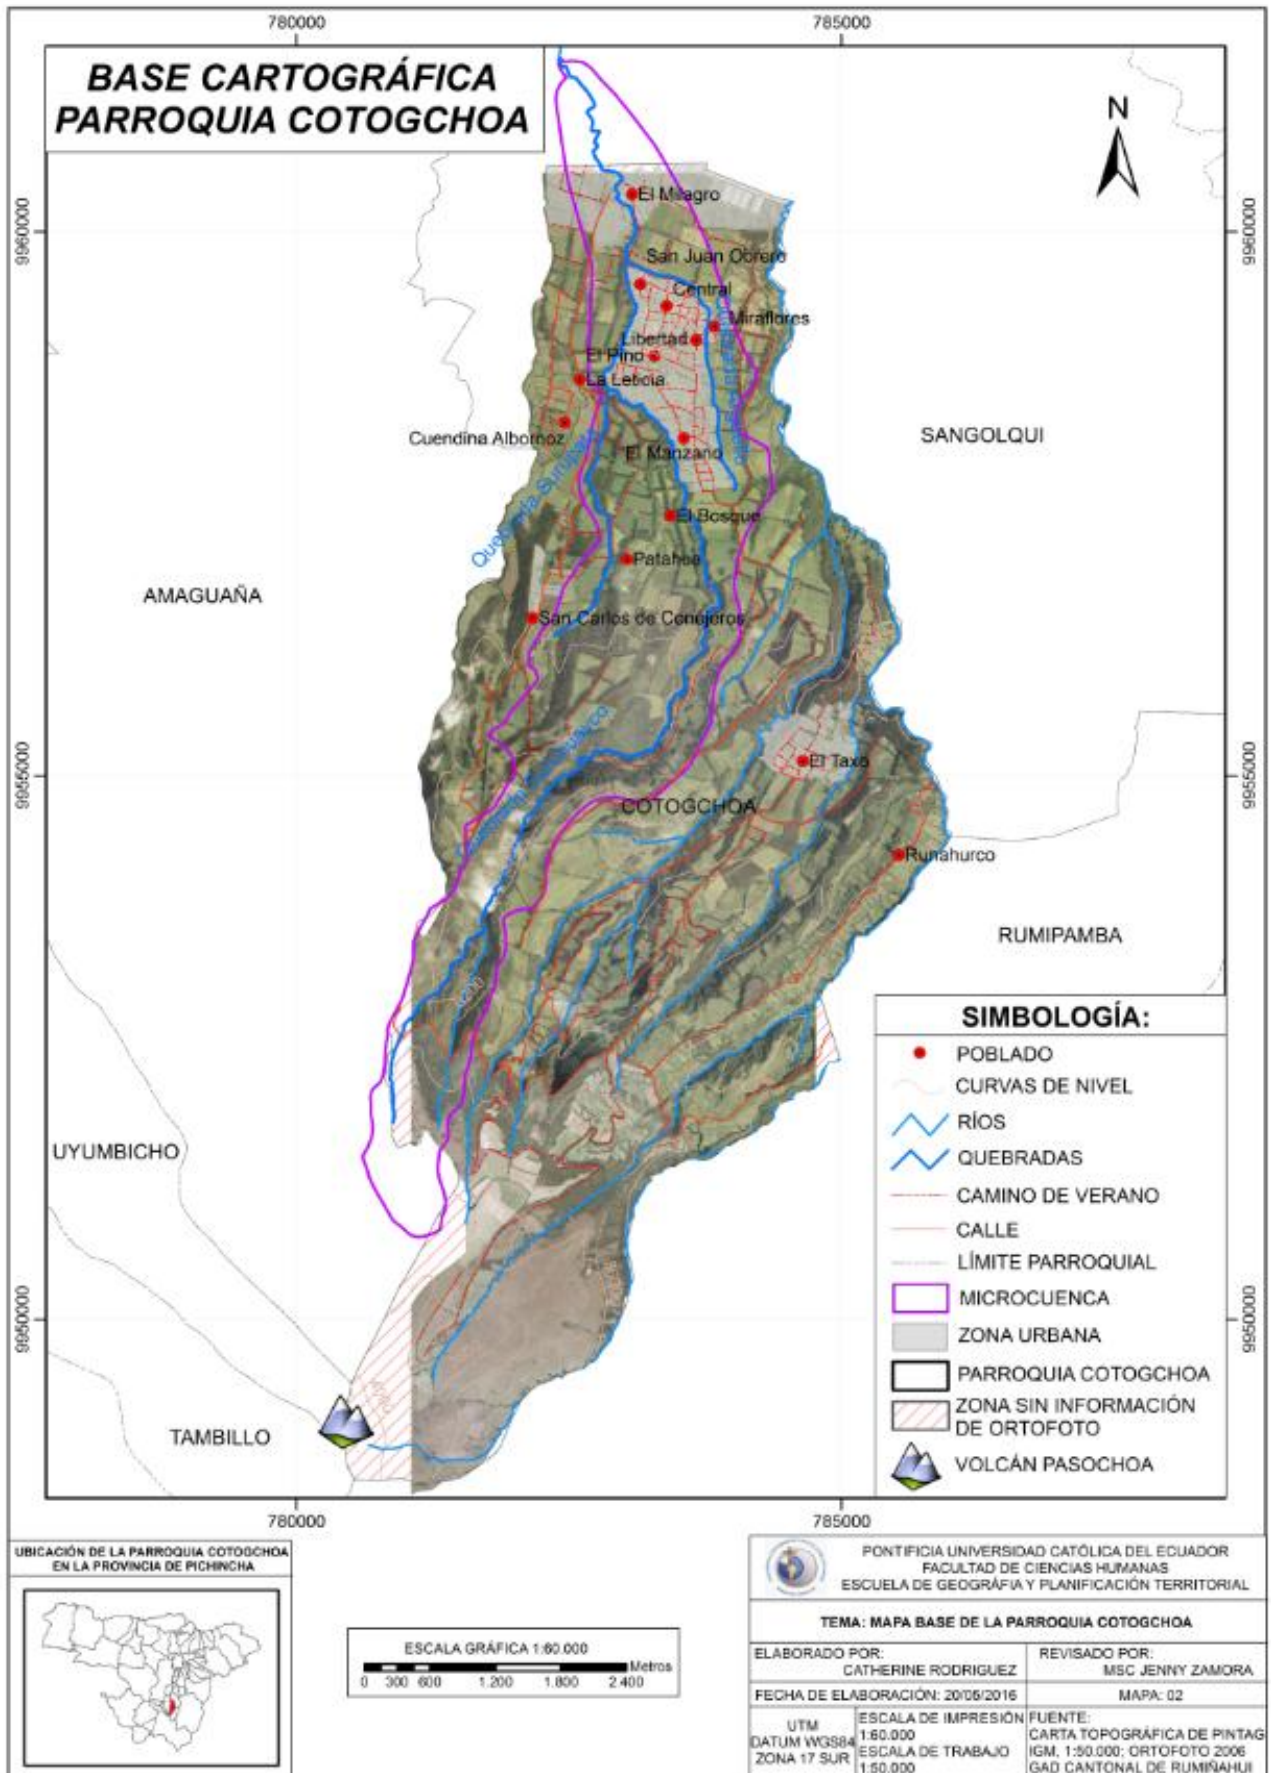 780000
785000
BASE CARTOGRÁFICA
PARROQUIA COTOGCHOA
N
9960000
9960000
El Milagro
San Juan Obrero
Central
Miraflores
Libertad
El Pino
La Leticia
Cuendina Albornoz
El Manzano
SANGOLQUI
El Bosque
Patahua
AMAGUAÑA
San Carlos de Conejeros
9955000
9955000
El Taxo
COTOGCHOA
Runahurco
RUMIPAMBA
4200
UYUMBICHO
9950000
9950000
TAMBILLO
SIMBOLOGÍA:
POBLADO
CURVAS DE NIVEL
RÍOS
QUEBRADAS
CAMINO DE VERANO
CALLE
LÍMITE PARROQUIAL
MICROCUENCA
ZONA URBANA
PARROQUIA COTOGCHOA
ZONA SIN INFORMACIÓN
DE ORTOFOTO
VOLCÁN PASOCHOA
780000
785000
UBICACIÓN DE LA PARROQUIA COTOGCHOA
EN LA PROVINCIA DE PICHINCHA
ESCALA GRÁFICA 1:60.000
Metros
0 300 600 1.200 1.800 2.400
PONTIFICIA UNIVERSIDAD CATÓLICA DEL ECUADOR
FACULTAD DE CIENCIAS HUMANAS
ESCUELA DE GEOGRÁFIA Y PLANIFICACIÓN TERRITORIAL
TEMA: MAPA BASE DE LA PARROQUIA COTOGCHOA
ELABORADO POR:
CATHERINE RODRIGUEZ
REVISADO POR:
MSC JENNY ZAMORA
FECHA DE ELABORACIÓN: 20/05/2016
MAPA: 02
UTM
DATUM WGS84
ZONA 17 SUR
ESCALA DE IMPRESIÓN
1:60.000
ESCALA DE TRABAJO
1:50.000
FUENTE:
CARTA TOPOGRÁFICA DE PINTAG
IGM, 1:50.000; ORTOFOTO 2006
GAD CANTONAL DE RUMIÑAHUI